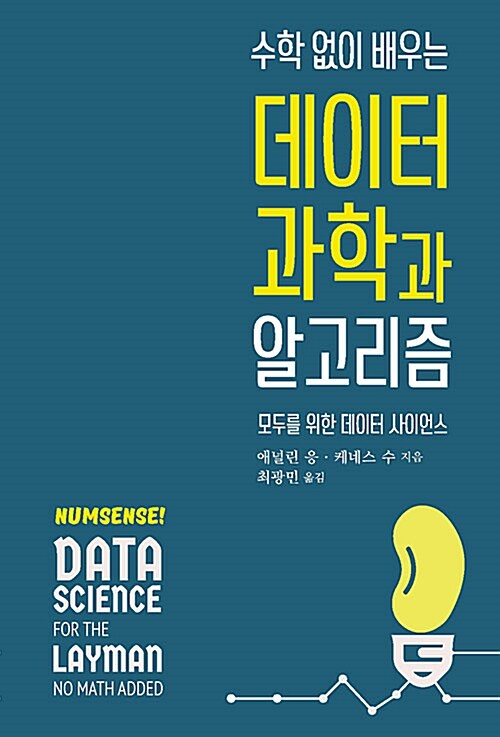 수학 없이 배우는
데이터
과학과
알고리즘
모두를 위한 데이터 사이언스
애닐린 응 · 케네스 수 지음
최광민 옮김
NUMSENSE!
DATA
SCIENCE
FOR THE
LAYMAN
NO MATH ADDED